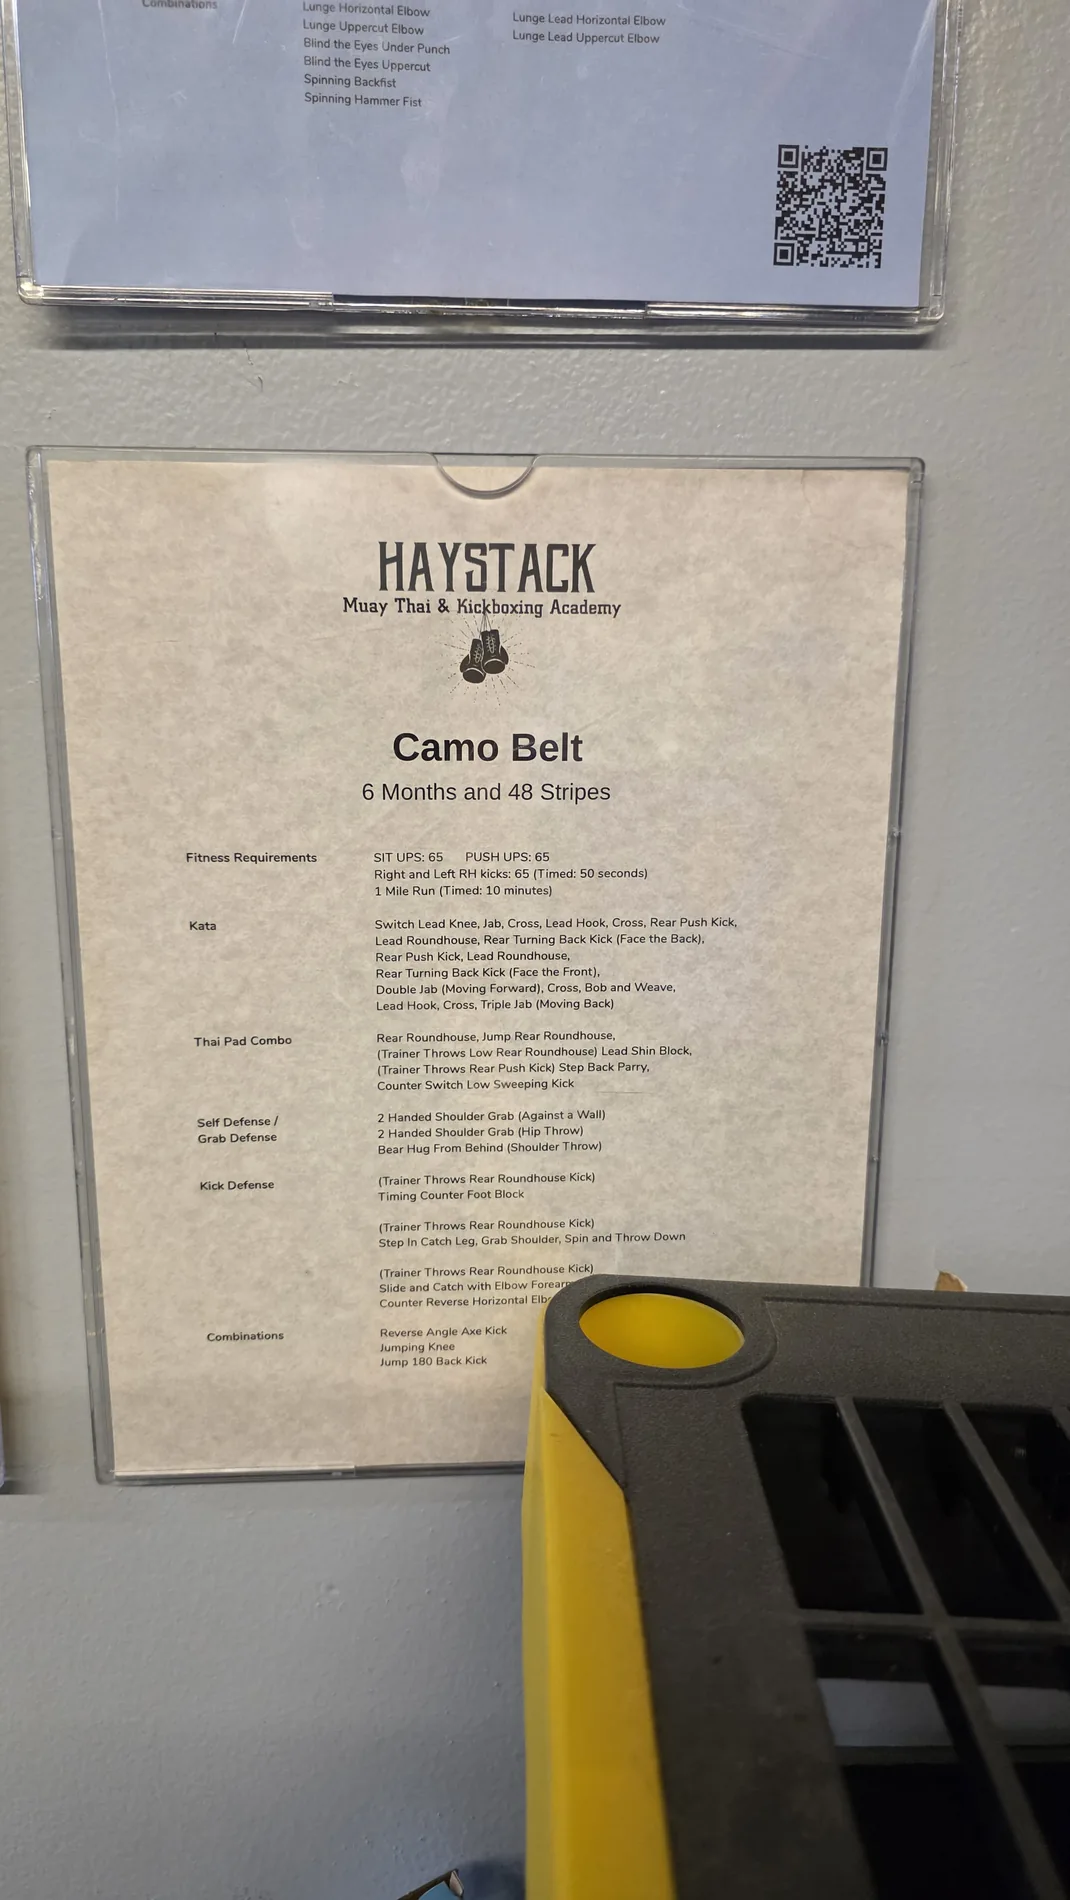 Combinations
Lunge Horizontal Elbow
Lunge Uppercut Elbow
Blind the Eyes Under Punch
Blind the Eyes Uppercut
Spinning Backfist
Spinning Hammer Fist
Lunge Lead Horizontal Elbow
Lunge Lead Uppercut Elbow
HAYSTACK
Muay Thai & Kickboxing Academy
Camo Belt
6 Months and 48 Stripes
Fitness Requirements
SIT UPS: 65 PUSH UPS: 65
Right and Left RH kicks: 65 (Timed: 50 seconds)
1 Mile Run (Timed: 10 minutes)
Kata
Switch Lead Knee, Jab, Cross, Lead Hook, Cross, Rear Push Kick,
Lead Roundhouse, Rear Turning Back Kick (Face the Back),
Rear Push Kick, Lead Roundhouse,
Rear Turning Back Kick (Face the Front),
Double Jab (Moving Forward), Cross, Bob and Weave,
Lead Hook, Cross, Triple Jab (Moving Back)
Thai Pad Combo
Rear Roundhouse, Jump Rear Roundhouse,
(Trainer Throws Low Rear Roundhouse) Lead Shin Block,
(Trainer Throws Rear Push Kick) Step Back Parry,
Counter Switch Low Sweeping Kick
Self Defense /
Grab Defense
2 Handed Shoulder Grab (Against a Wall)
2 Handed Shoulder Grab (Hip Throw)
Bear Hug From Behind (Shoulder Throw)
Kick Defense
(Trainer Throws Rear Roundhouse Kick)
Timing Counter Foot Block
(Trainer Throws Rear Roundhouse Kick)
Step In Catch Leg, Grab Shoulder, Spin and Throw Down
(Trainer Throws Rear Roundhouse Kick)
Slide and Catch with Elbow
Counter Reverse Horizontal
Combinations
Reverse Angle Axe Kick
Jumping Knee
Jump 180 Back Kick